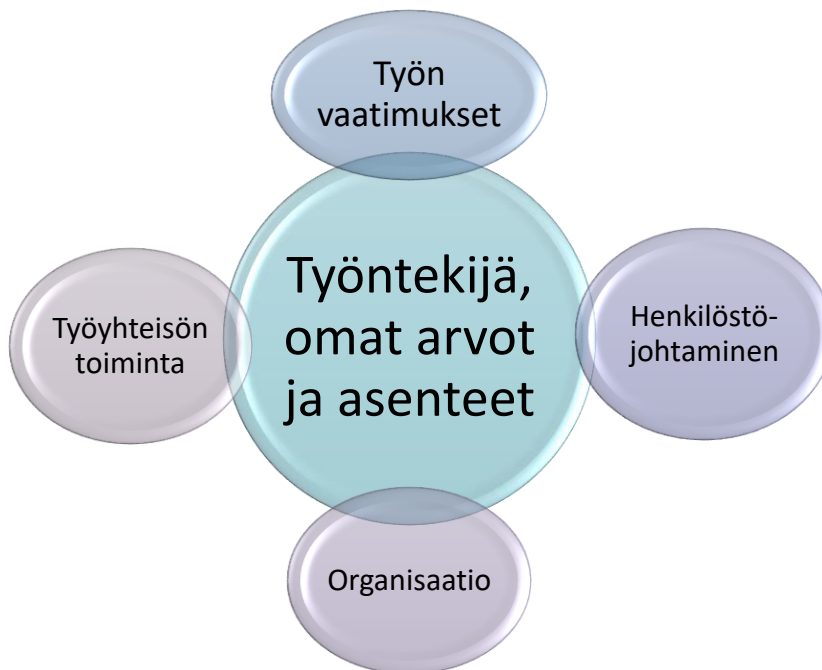 Työn
vaatimukset
Työntekijä,
omat arvot
ja asenteet
Työyhteisön
toiminta
Henkilöstö-
johtaminen
Organisaatio